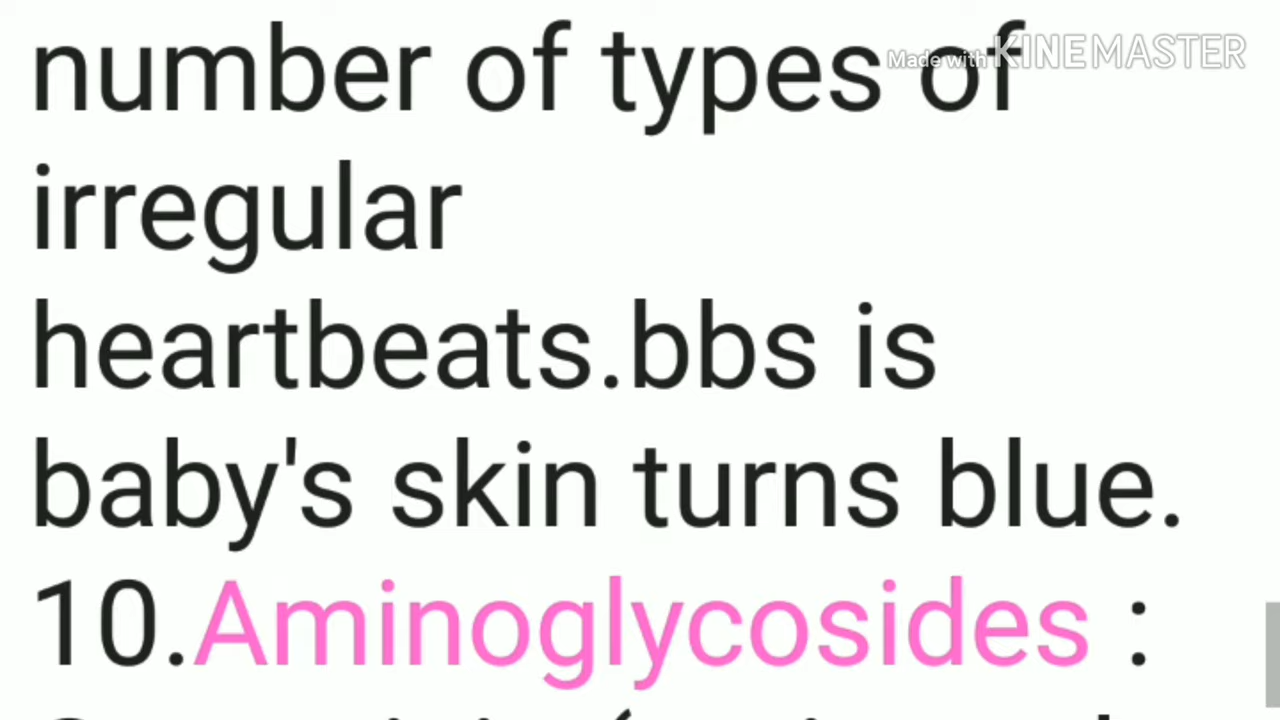 number of types of
Made with KINEMASTER
irregular
heartbeats.bbs is
baby's skin turns blue.
10.Aminoglycosides :